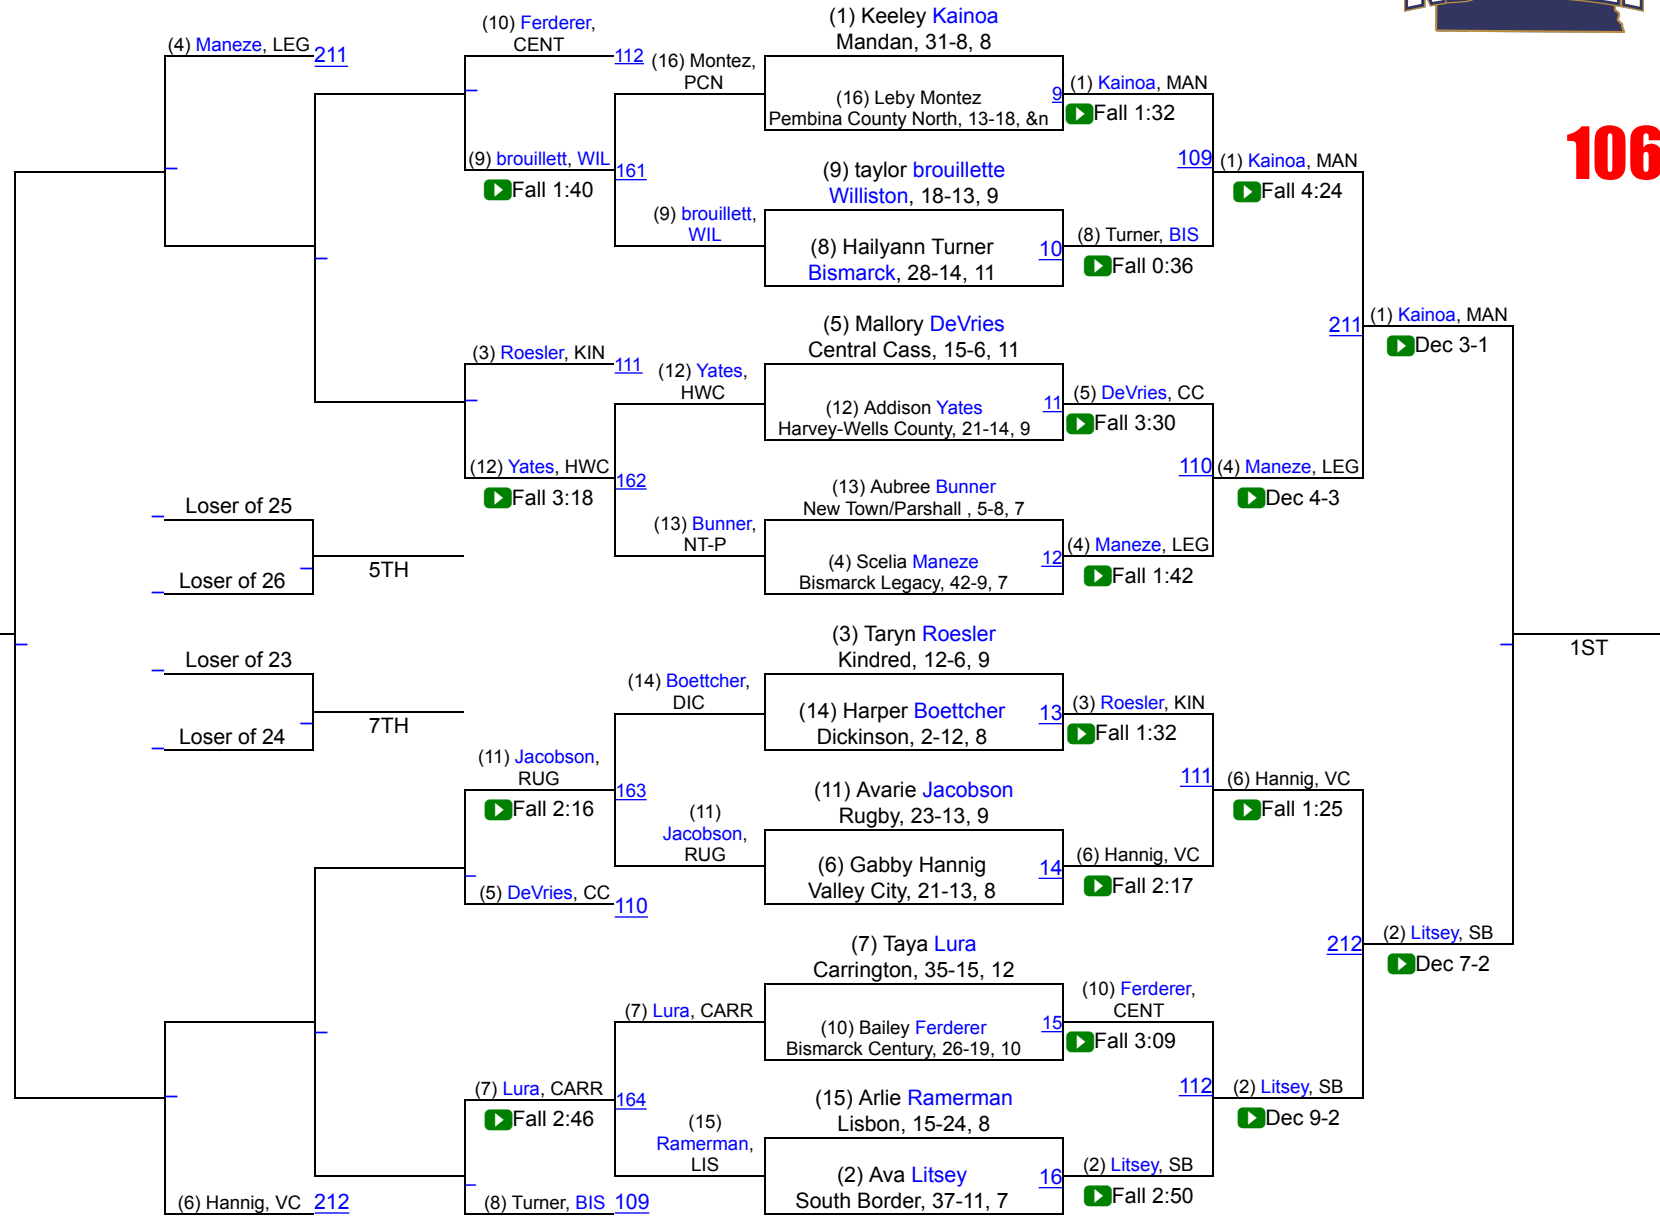 (1) Keeley Kainoa
Mandan, 31-8, 8
(10) Ferderer,
CENT
(4) Maneze, LEG 211
112
(16) Montez,
PCN
(16) Leby Montez
Pembina County North, 13-18, &n
9
(1) Kainoa, MAN
Fall 1:32
106
(9) brouillett, WIL
161
Fall 1:40
(9) taylor brouillette
Williston, 18-13, 9
109
(1) Kainoa, MAN
Fall 4:24
(9) brouillett,
WIL
(8) Hailyann Turner
Bismarck, 28-14, 11
10
(8) Turner, BIS
Fall 0:36
(5) Mallory DeVries
Central Cass, 15-6, 11
211
(1) Kainoa, MAN
Dec 3-1
(3) Roesler, KIN
111
(12) Yates,
HWC
(12) Addison Yates
Harvey-Wells County, 21-14, 9
11
(5) DeVries, CC
Fall 3:30
(12) Yates, HWC
162
Fall 3:18
110
(4) Maneze, LEG
Dec 4-3
(13) Aubree Bunner
New Town/Parshall , 5-8, 7
Loser of 25
(13) Bunner,
NT-P
(4) Scelia Maneze
Bismarck Legacy, 42-9, 7
12
(4) Maneze, LEG
Fall 1:42
5TH
Loser of 26
(3) Taryn Roesler
Kindred, 12-6, 9
1ST
Loser of 23
(14) Boettcher,
DIC
(14) Harper Boettcher
Dickinson, 2-12, 8
13
(3) Roesler, KIN
Fall 1:32
7TH
Loser of 24
(11) Jacobson,
RUG
163
Fall 2:16
(11) Avarie Jacobson
Rugby, 23-13, 9
111
(6) Hannig, VC
Fall 1:25
(11)
Jacobson,
RUG
(6) Gabby Hannig
Valley City, 21-13, 8
14
(6) Hannig, VC
Fall 2:17
(5) DeVries, CC
110
(7) Taya Lura
Carrington, 35-15, 12
212
(2) Litsey, SB
Dec 7-2
(7) Lura, CARR
(10) Bailey Ferderer
Bismarck Century, 26-19, 10
15
(10) Ferderer,
CENT
Fall 3:09
(7) Lura, CARR
164
Fall 2:46
(15) Arlie Ramerman
Lisbon, 15-24, 8
112
(2) Litsey, SB
Dec 9-2
(15)
Ramerman,
LIS
(2) Ava Litsey
South Border, 37-11, 7
16
(2) Litsey, SB
Fall 2:50
(6) Hannig, VC 212
(8) Turner, BIS 109